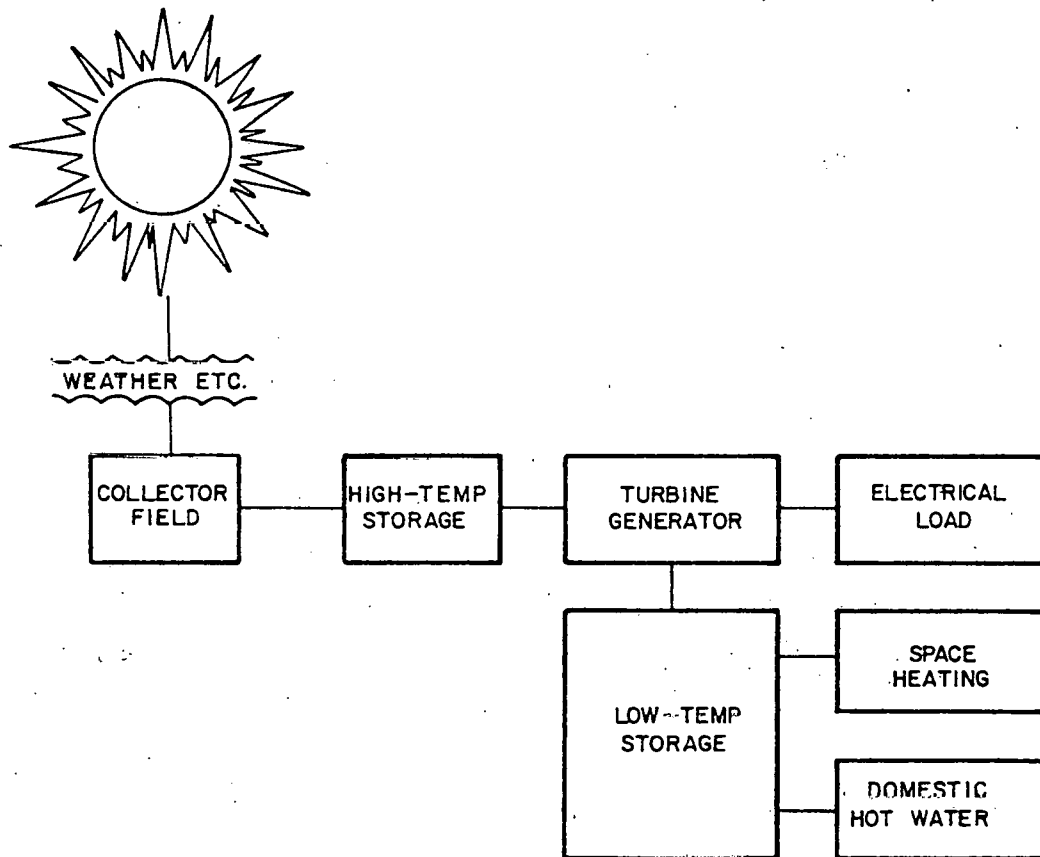 WEATHER ETC.
COLLECTOR
FIELD
HIGH-TEMP
STORAGE
TURBINE
GENERATOR
ELECTRICAL
LOAD
SPACE
HEATING
LOW-TEMP
STORAGE
DOMESTIC
HOT WATER